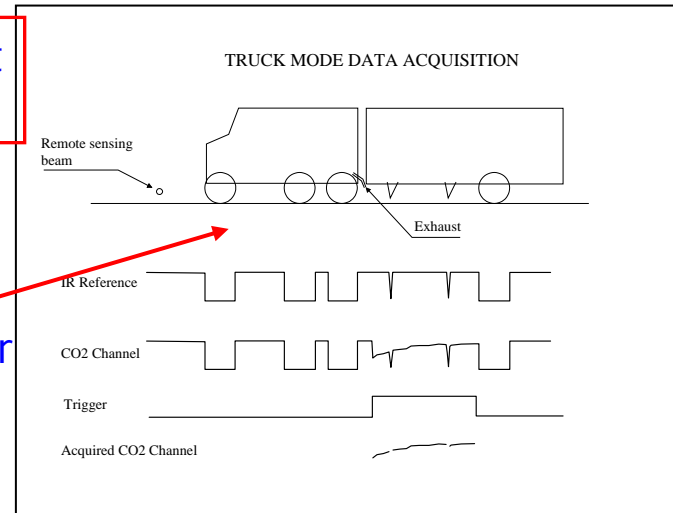 TRUCK MODE DATA ACQUISITION
Remote sensing
beam
Exhaust
IR Reference
CO2 Channel
Trigger
Acquired CO2 Channel